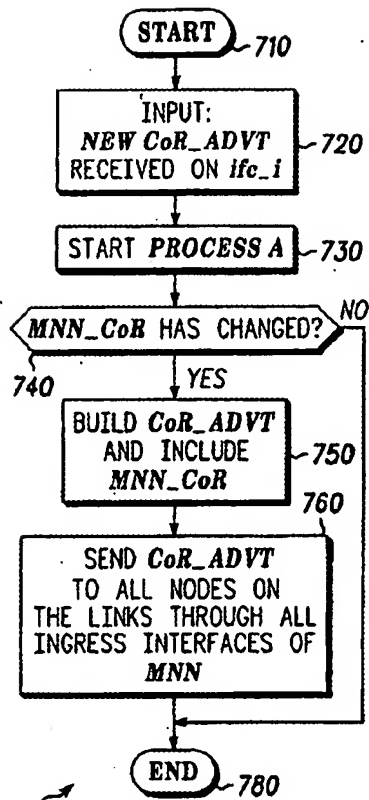 START
710
INPUT:
NEW CoR_ADVT
RECEIVED ON ifc_i
720
START PROCESS A
730
MNN_CoR HAS CHANGED?
NO
740
YES
BUILD CoR_ADVT
AND INCLUDE
MNN_CoR
750
760
SEND CoR_ADVT
TO ALL NODES ON
THE LINKS THROUGH ALL
INGRESS INTERFACES OF
MNN
END
780